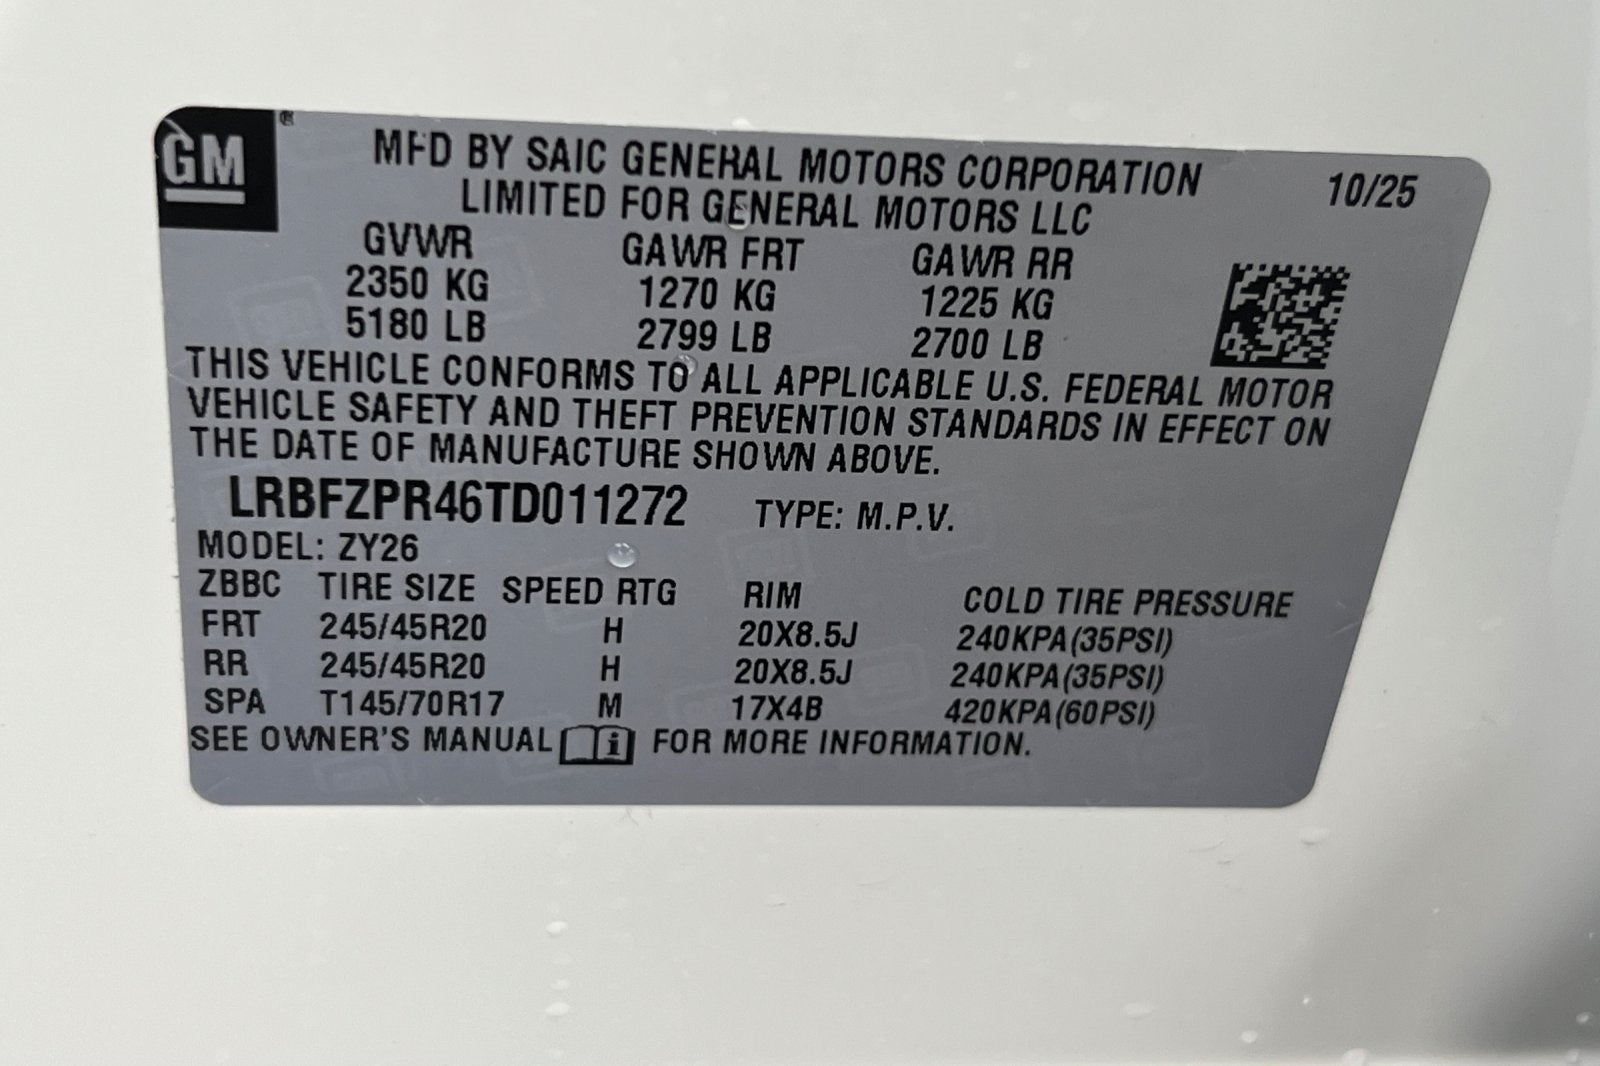 GM ®
MFD BY SAIC GENERAL MOTORS CORPORATION 10/25
LIMITED FOR GENERAL MOTORS LLC
GVWR GAWR FRT GAWR RR
2350 KG 1270 KG 1225 KG
5180 LB 2799 LB 2700 LB
THIS VEHICLE CONFORMS TO ALL APPLICABLE U.S. FEDERAL MOTOR
VEHICLE SAFETY AND THEFT PREVENTION STANDARDS IN EFFECT ON
THE DATE OF MANUFACTURE SHOWN ABOVE.
LRBFZPR46TD011272 TYPE: M.P.V.
MODEL: ZY26
ZBBC TIRE SIZE SPEED RTG RIM COLD TIRE PRESSURE
FRT 245/45R20 H 20X8.5J 240KPA(35PSI)
RR 245/45R20 H 20X8.5J 240KPA(35PSI)
SPA T145/70R17 M 17X4B 420KPA(60PSI)
SEE OWNER'S MANUAL i FOR MORE INFORMATION.